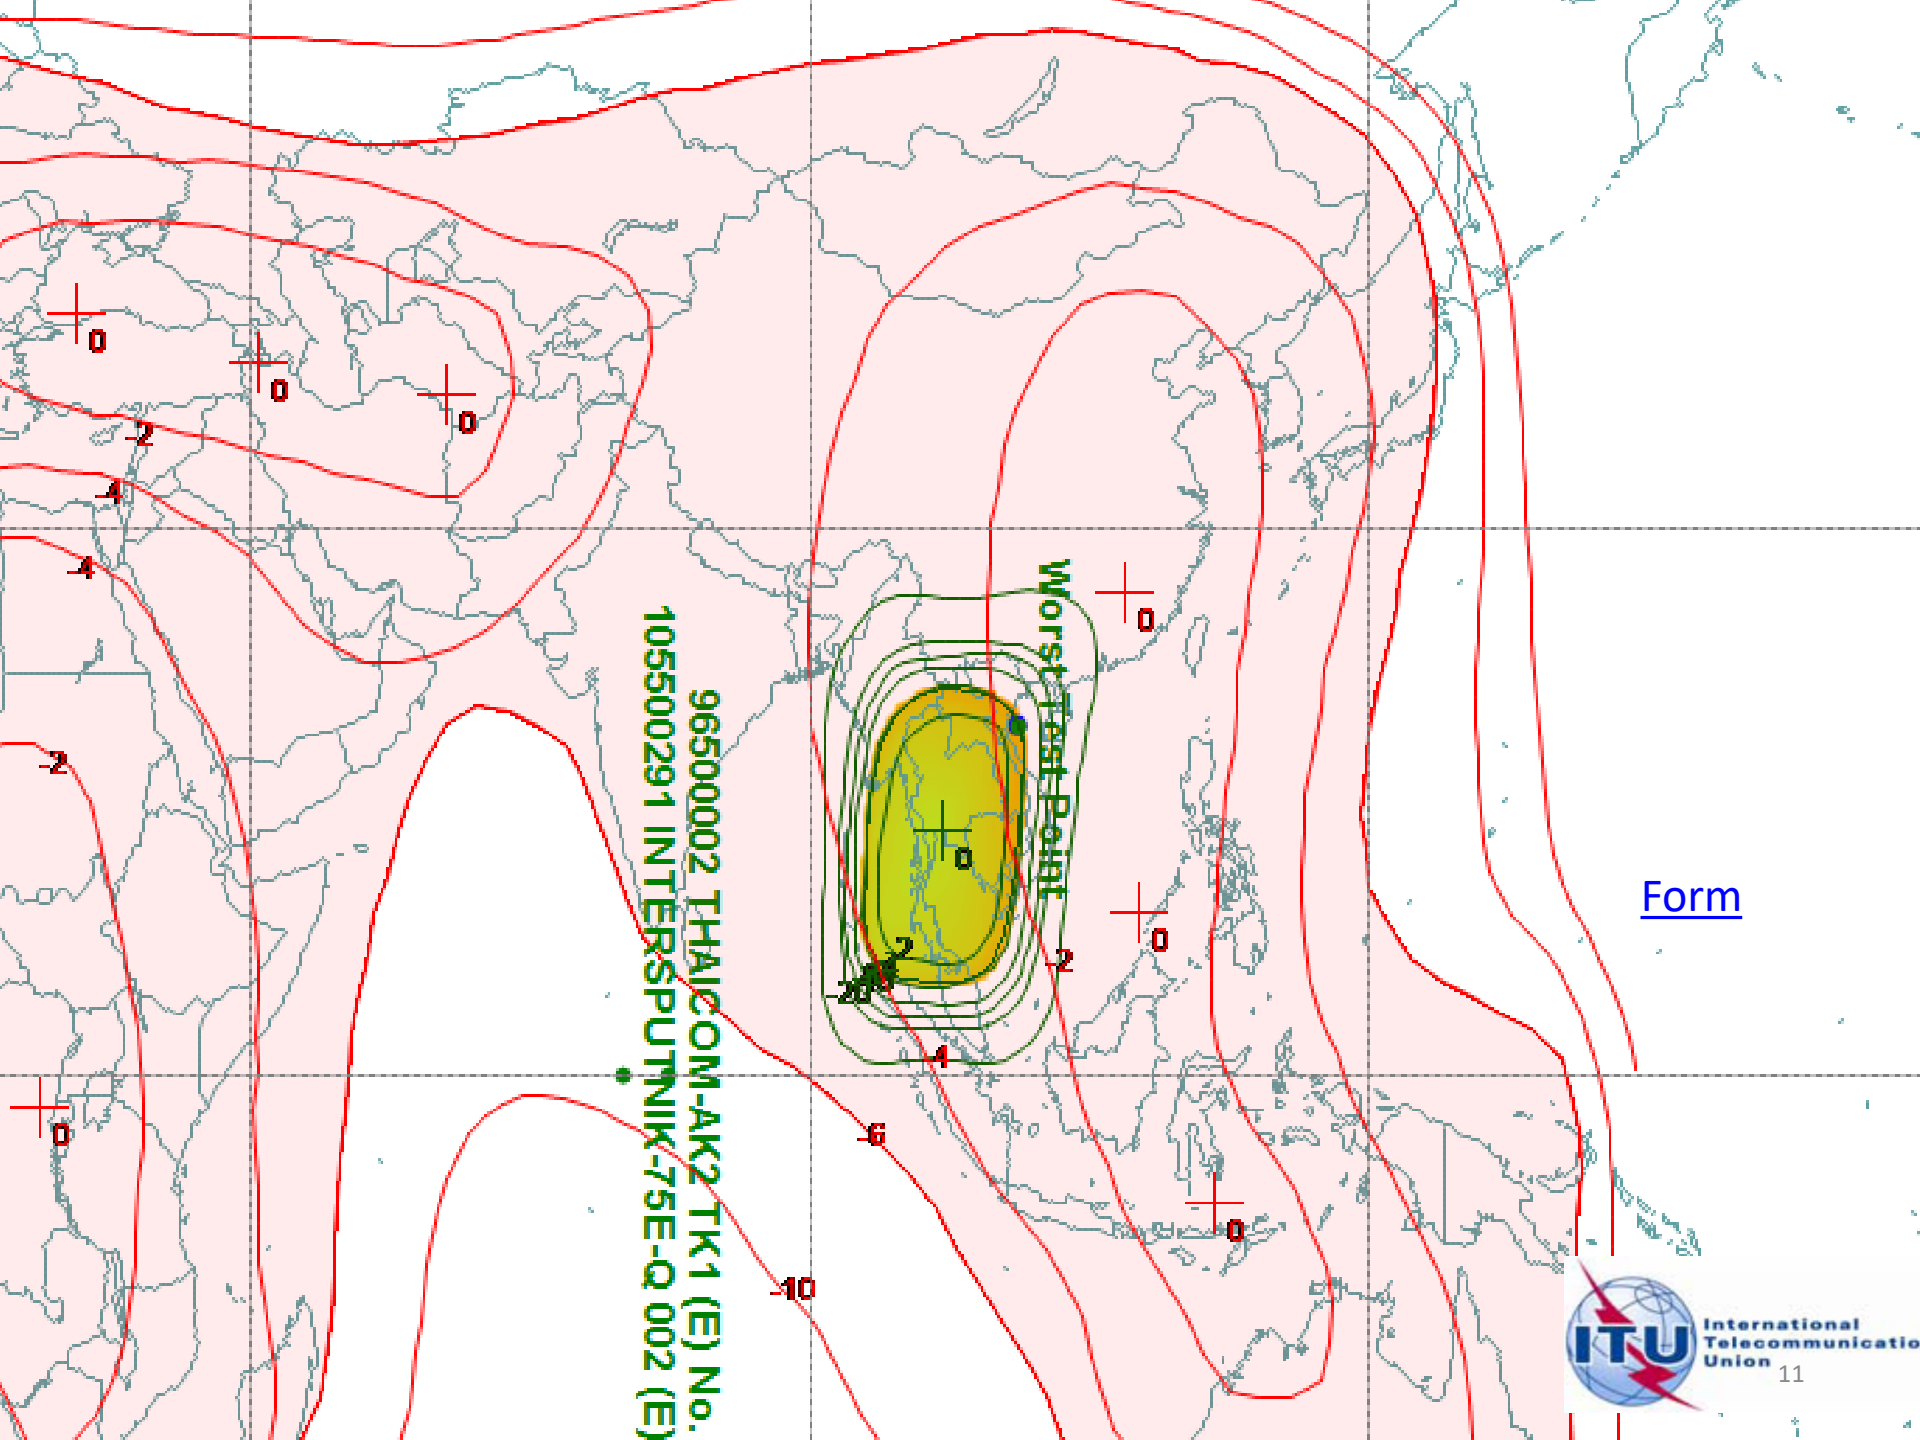 0
0
0
-2
-4
-4
0
Worst Test Point
105500291 INTERSPUTNIK-75E-Q 002 (E)
96500002 THAICOM-AK2 TK1 (E) No.
-2
0
Form
0
-2
-2
-20
-4
-6
0
0
-10
ITU
International
Telecommunicatio
Union
11